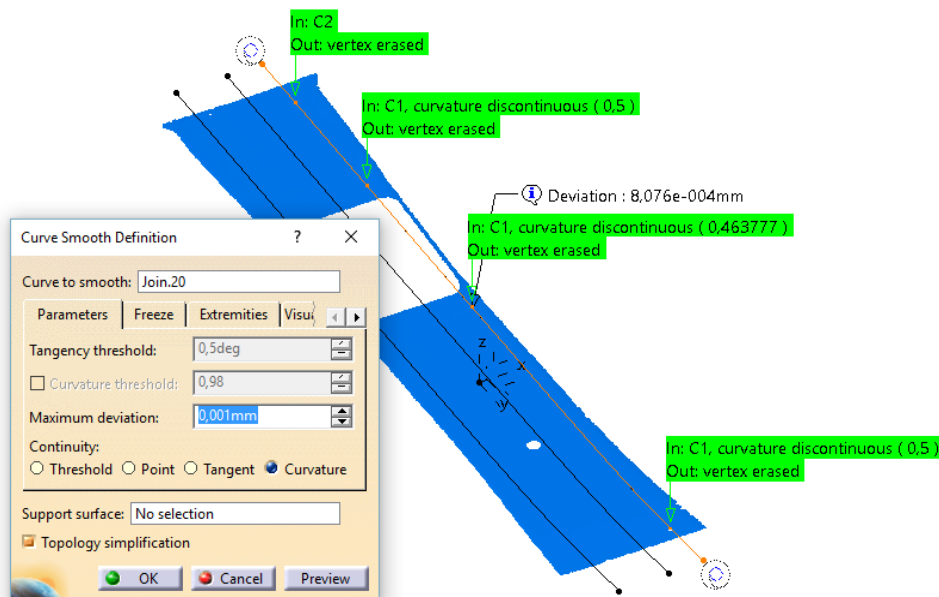 In: C2
Out: vertex erased
In: C1, curvature discontinuous ( 0,5 )
Out: vertex erased
Deviation : 8,076e-004mm
In: C1, curvature discontinuous ( 0,463777 )
Out: vertex erased
Curve Smooth Definition
?
Curve to smooth: Join.20
Parameters Freeze Extremities Visu
Tangency threshold: 0,5deg
Curvature threshold: 0,98
Maximum deviation: 0,001mm
Continuity:
Threshold Point Tangent Curvature
Support surface: No selection
Topology simplification
OK Cancel Preview
z
x
y
In: C1, curvature discontinuous ( 0,5 )
Out: vertex erased